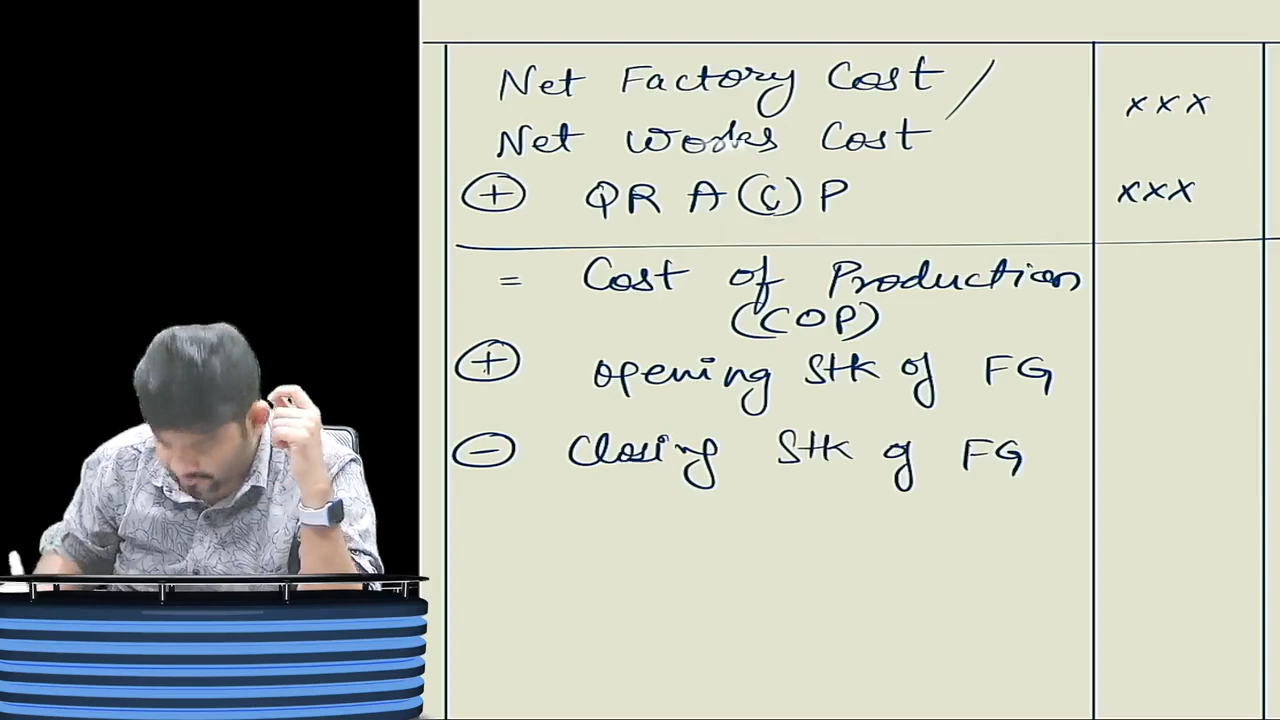 Net Factory Cost /
xxx
Net Works Cost
+ QR A(C)P xxx
= Cost of Production
(COP)
+ opening Stk of FG
- Closing Stk of FG